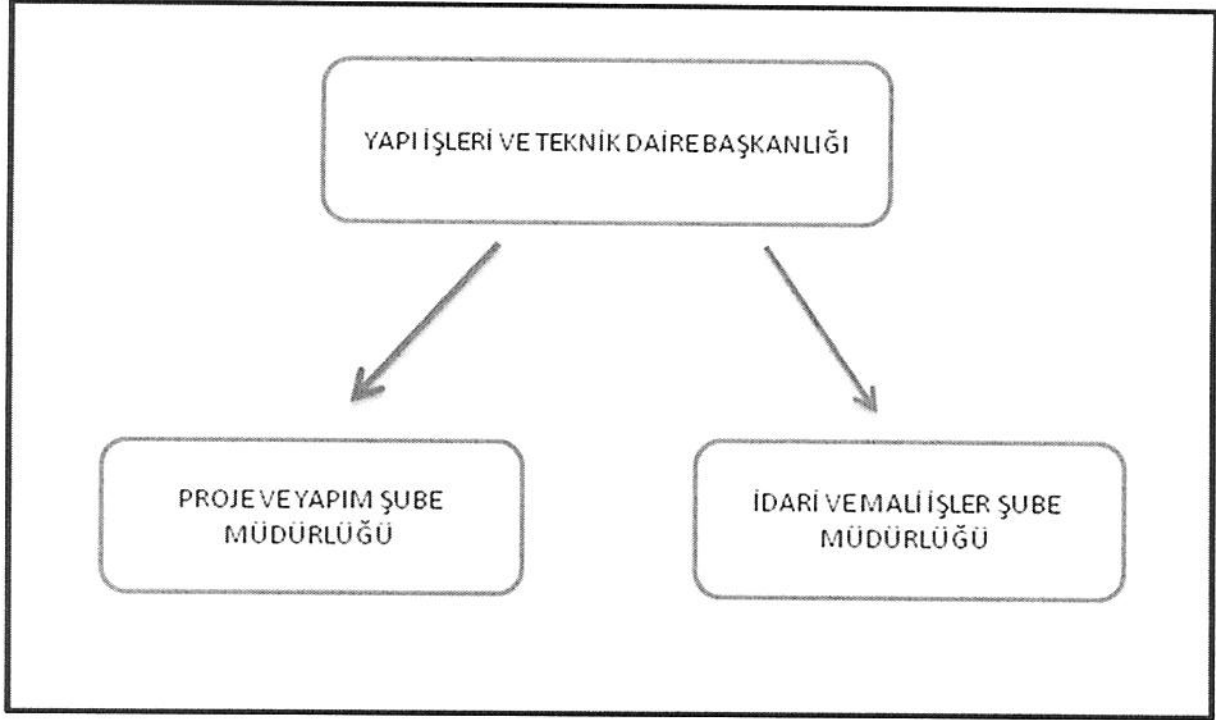 YAPI İŞLERİ VE TEKNİK DAİRE BAŞKANLIĞI
PROJE VE YAPIM ŞUBE
MÜDÜRLÜĞÜ
İDARİ VE MALİ İŞLER ŞUBE
MÜDÜRLÜĞÜ